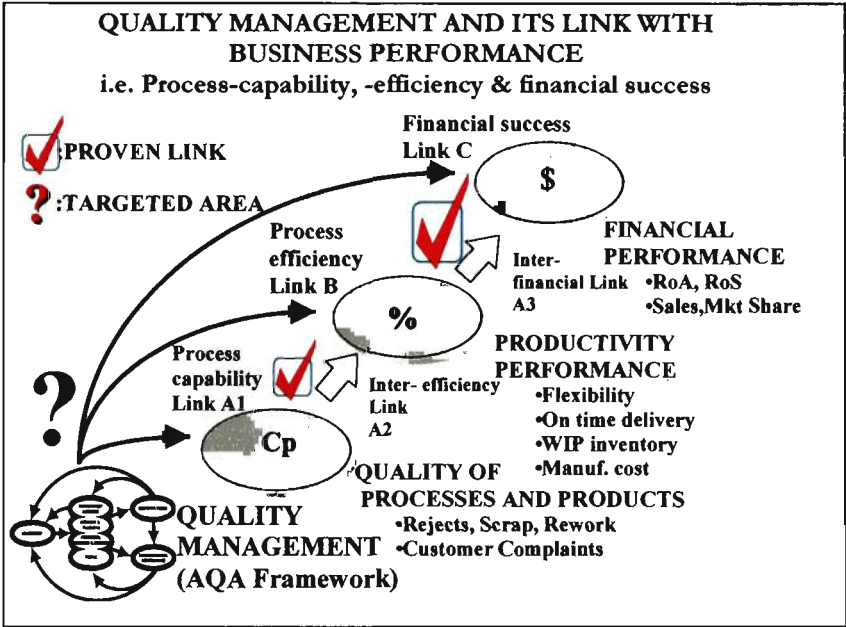 QUALITY MANAGEMENT AND ITS LINK WITH
BUSINESS PERFORMANCE
i.e. Process-capability, -efficiency & financial success
:PROVEN LINK
? :TARGETED AREA
Financial success
Link C
$
FINANCIAL
PERFORMANCE
•RoA, RoS
•Sales,Mkt Share
Inter-
financial Link
A3
Process
efficiency
Link B
%
PRODUCTIVITY
PERFORMANCE
•Flexibility
•On time delivery
•WIP inventory
•Manuf. cost
Inter- efficiency
Link
A2
Process
capability
Link A1
Cp
?
QUALITY OF
PROCESSES AND PRODUCTS
•Rejects, Scrap, Rework
•Customer Complaints
QUALITY
MANAGEMENT
(AQA Framework)